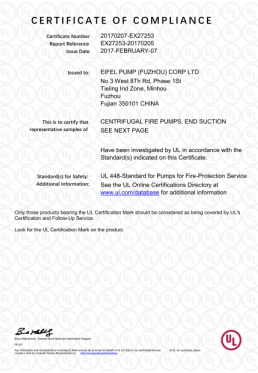 CERTIFICATE OF COMPLIANCE
Certificate Number 20170207-EX27253
Report Reference EX27253-20170205
Issue Date 2017-FEBRUARY-07
Issued to: EIFEL PUMP (FUZHOU) CORP LTD
No 3 West 8Th Rd, Phase 1St
Tieling Ind Zone, Minhou
Fuzhou
Fujian 350101 CHINA
This is to certify that CENTRIFUGAL FIRE PUMPS, END SUCTION
representative samples of SEE NEXT PAGE
Have been investigated by UL in accordance with the
Standard(s) indicated on this Certificate.
Standard(s) for Safety: UL 448-Standard for Pumps for Fire-Protection Service
Additional Information: See the UL Online Certifications Directory at
www.ul.com/database for additional information
Only those products bearing the UL Certification Mark should be considered as being covered by UL's
Certification and Follow-Up Service.
Look for the UL Certification Mark on the product.
UL